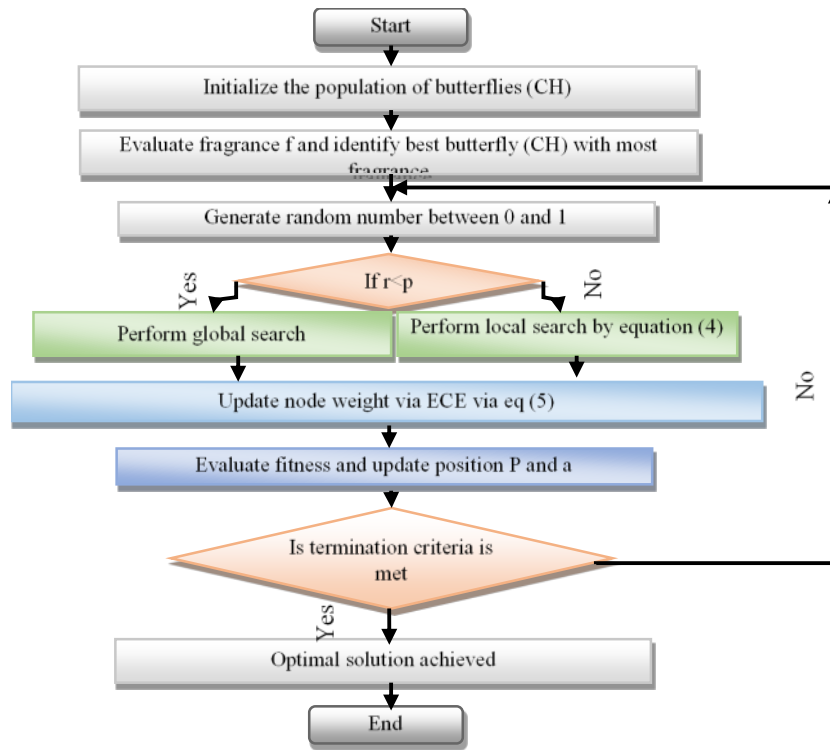 Start
Initialize the population of butterflies (CH)
Evaluate fragrance f and identify best butterfly (CH) with most
fragrance
Generate random number between 0 and 1
If r<p
Yes
No
Perform global search
Perform local search by equation (4)
Update node weight via ECE via eq (5)
No
Evaluate fitness and update position P and a
Is termination criteria is
met
Yes
Optimal solution achieved
End